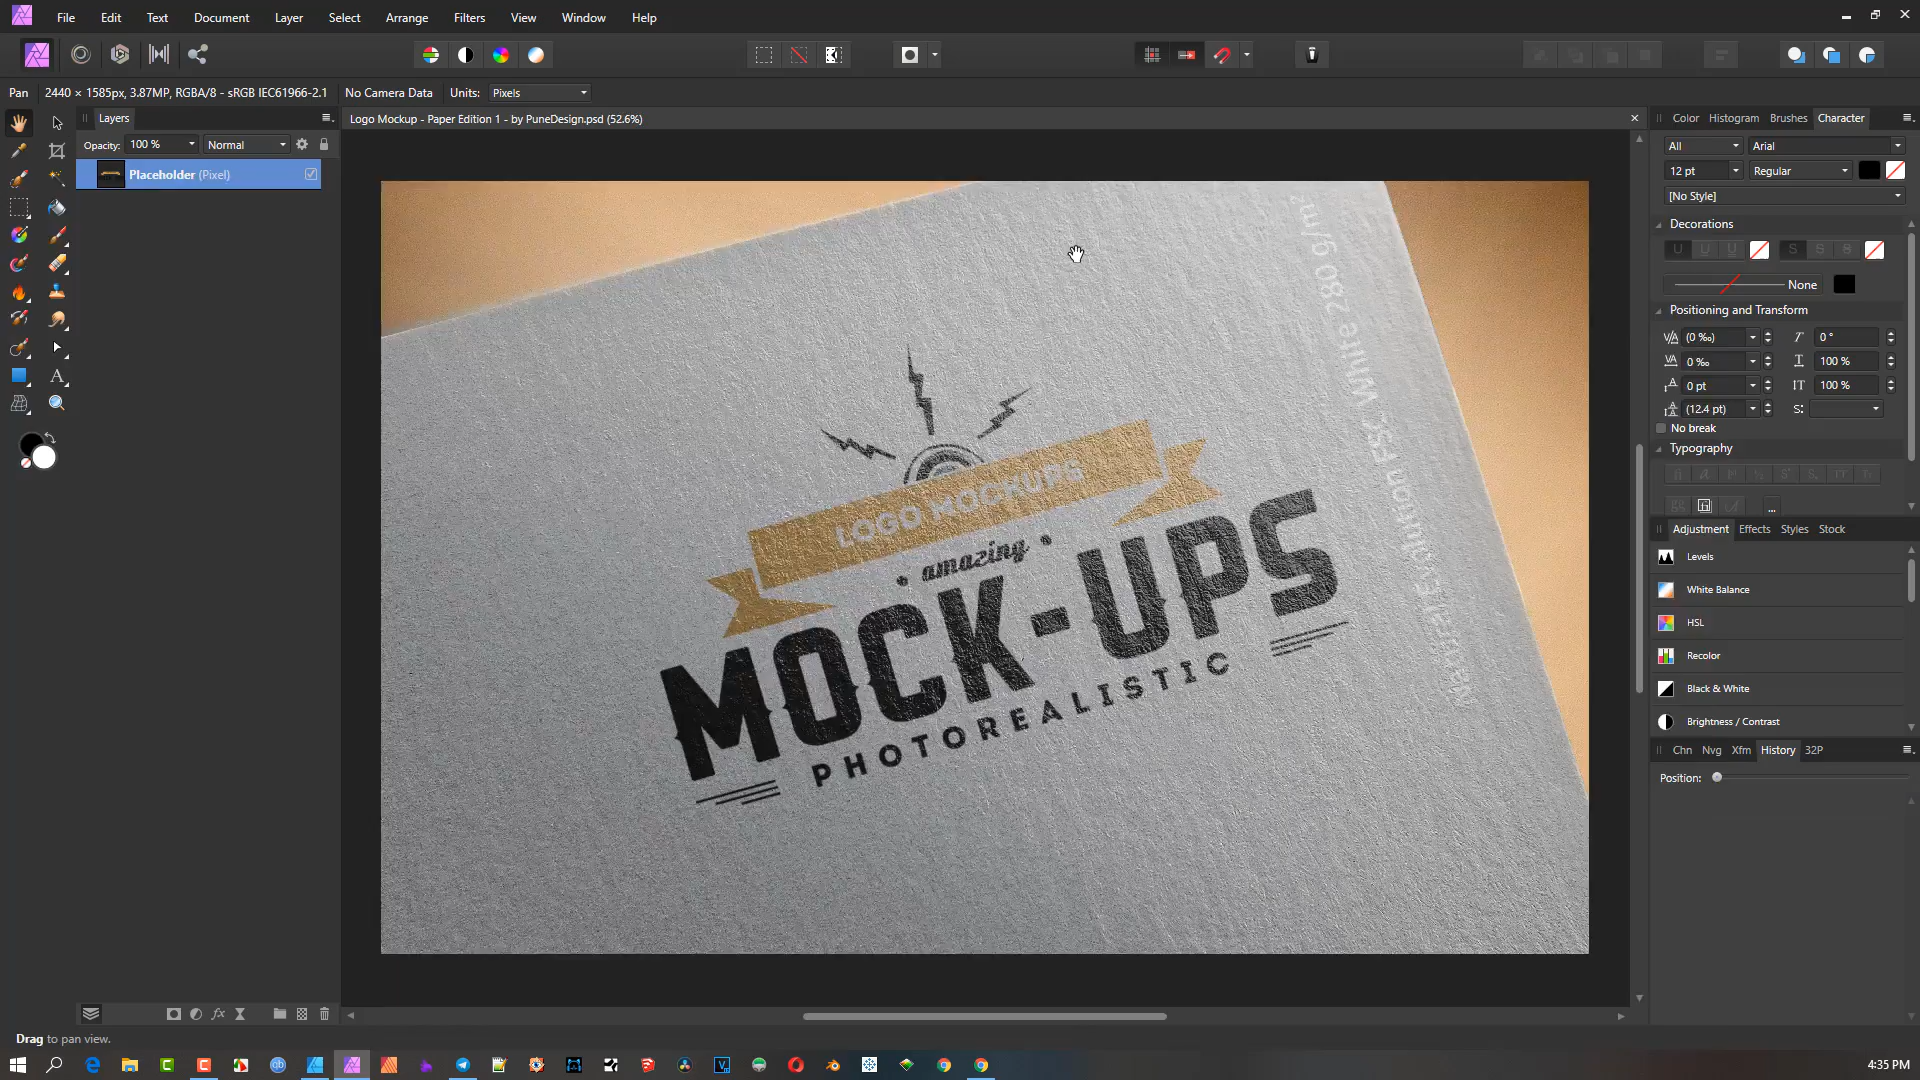 File Edit Text Document Layer Select Arrange Filters View Window Help
Pan 2440 × 1585px, 3.87MP, RGBA/8 - sRGB IEC61966-2.1 No Camera Data Units: Pixels
Layers
Opacity: 100 % Normal
Placeholder (Pixel)
Logo Mockup - Paper Edition 1 - by PuneDesign.psd (52.6%)
LOGO MOCKUPS
• amazing •
MOCK-UPS
PHOTOREALISTIC
White 280 g/m²
Color Histogram Brushes Character
All Arial
12 pt Regular
[No Style]
Decorations
U U U S S S
None
Positioning and Transform
(0 ‰) 0 °
0 ‰ 100 %
0 pt 100 %
(12.4 pt)
No break
Typography
...
Adjustment Effects Styles Stock
Levels
White Balance
HSL
Recolor
Black & White
Brightness / Contrast
Chn Nvg Xfm History 32P
Position:
Drag to pan view.
4:35 PM